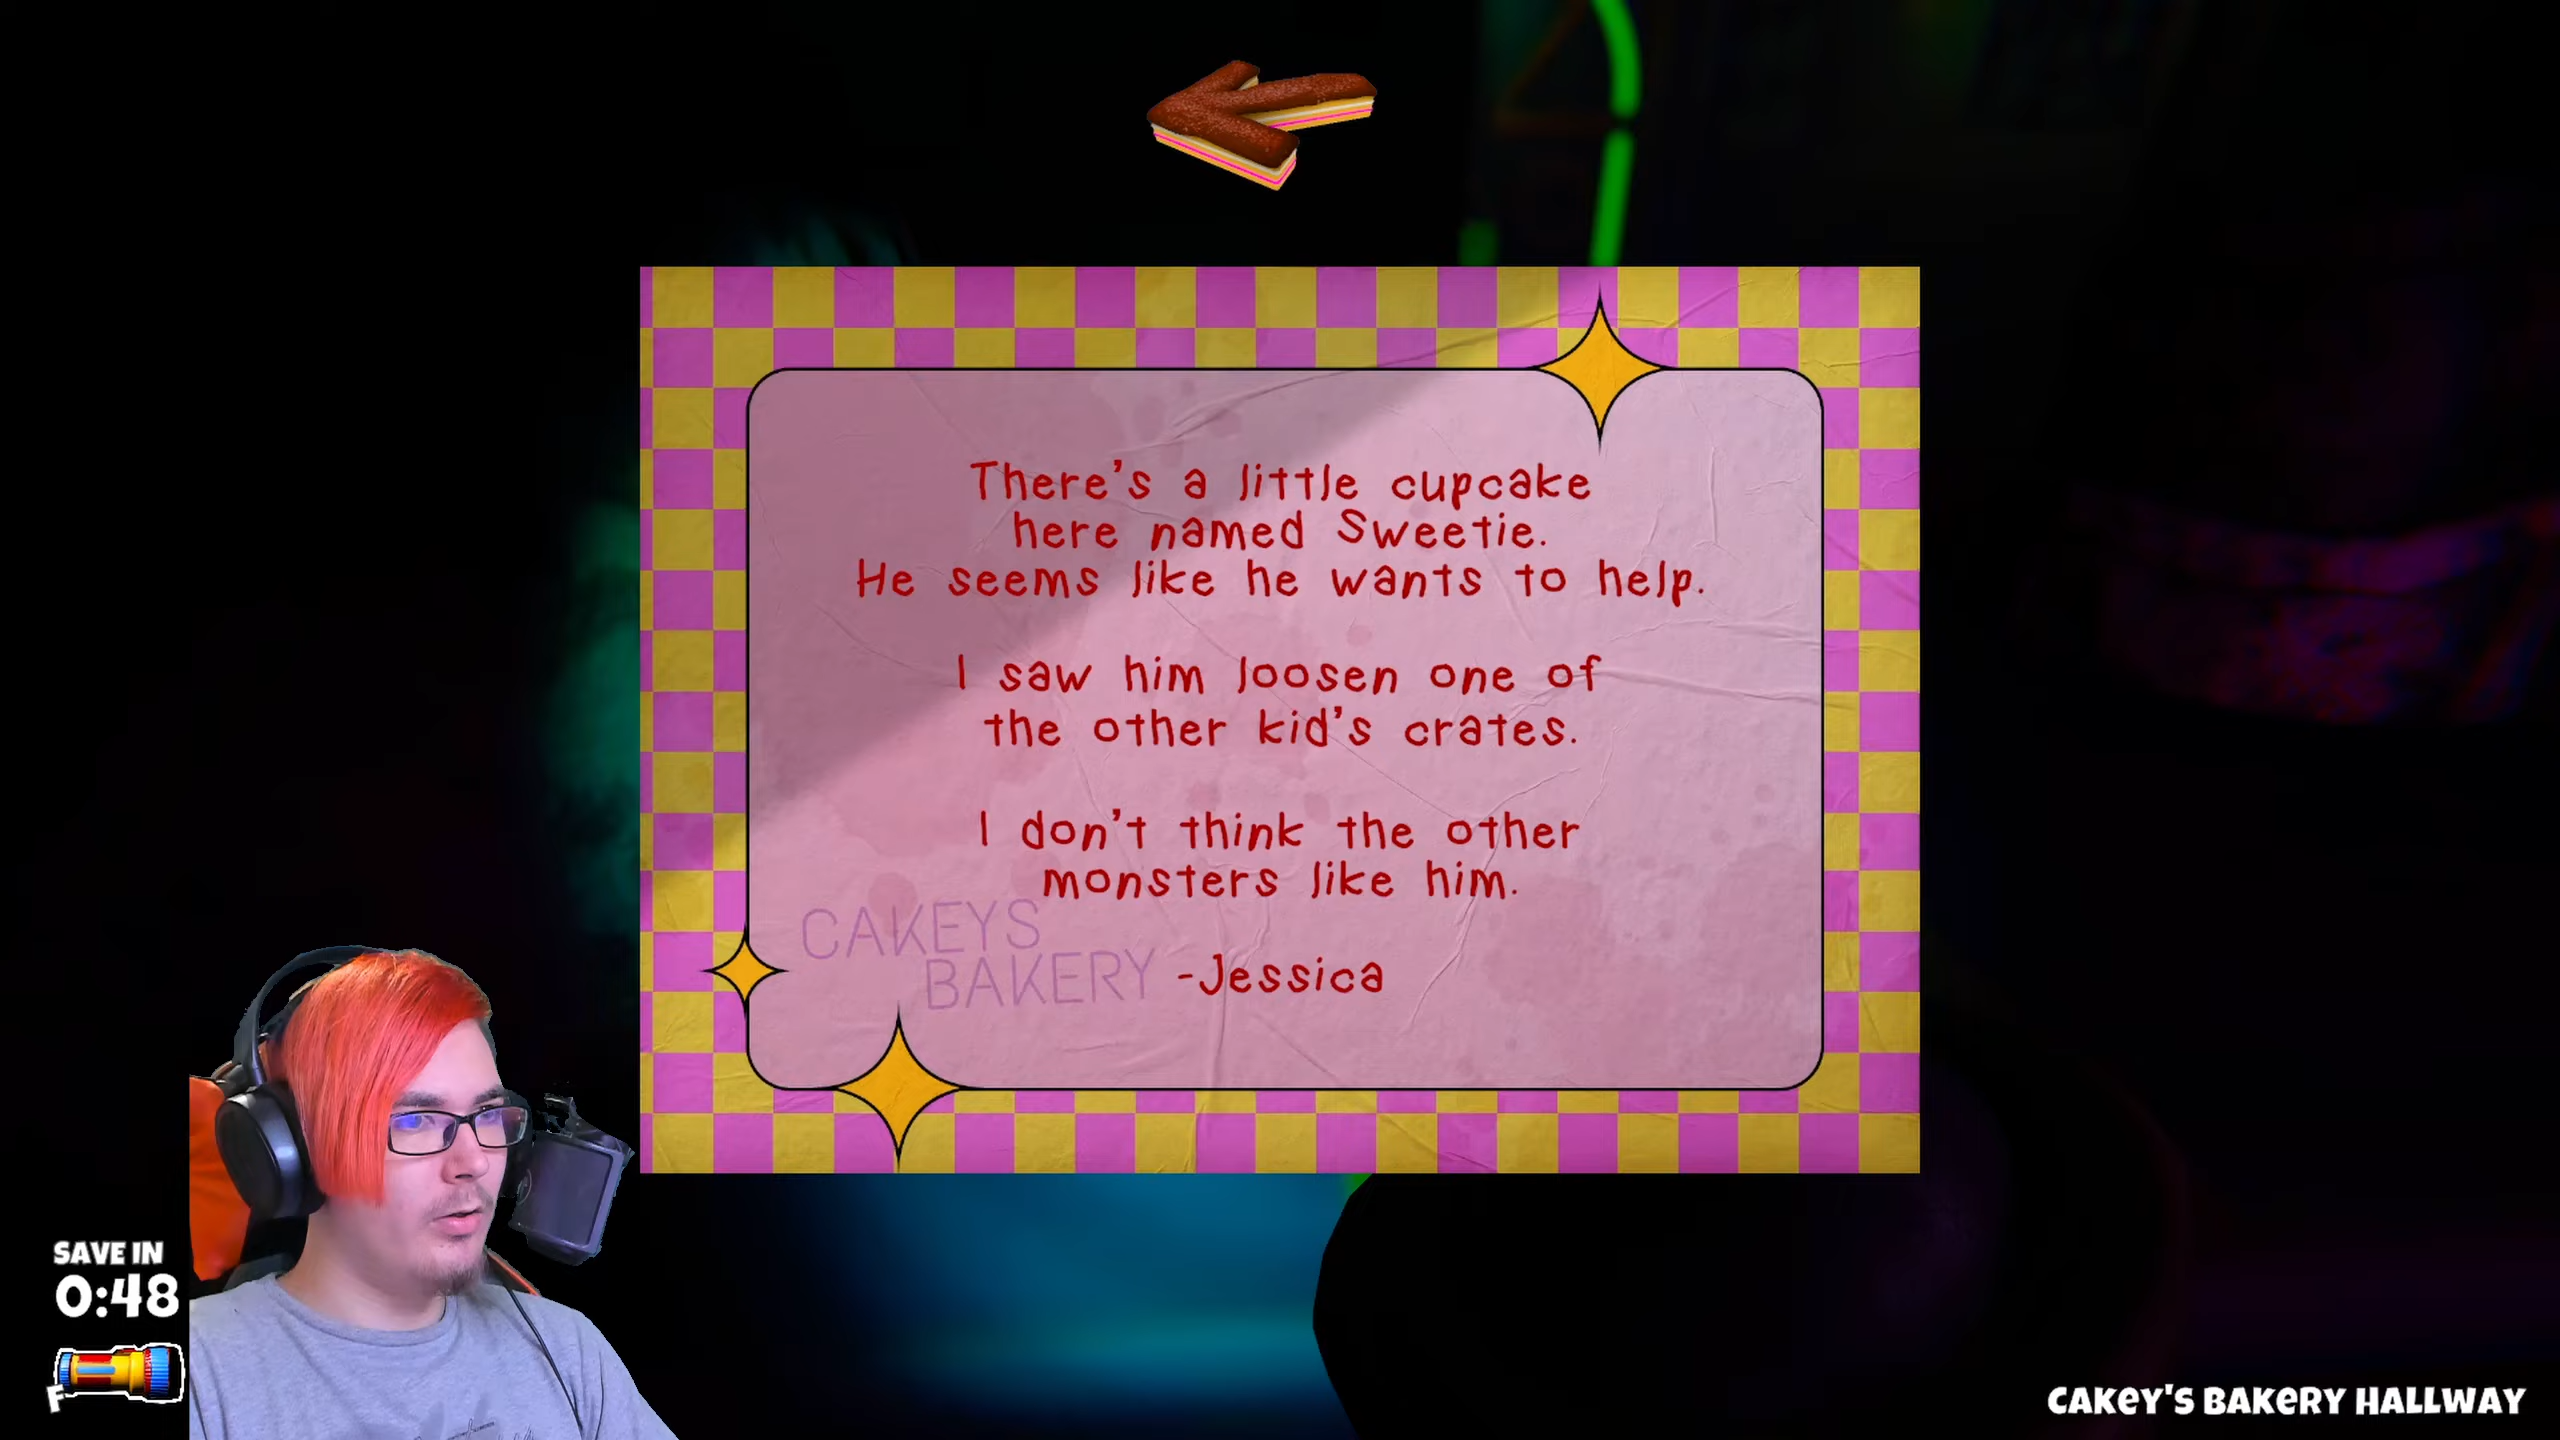 There's a little cupcake
here named Sweetie.
He seems like he wants to help.
I saw him loosen one of
the other kid's crates.
I don't think the other
monsters like him.
CAKEYS
BAKERY
-Jessica
SAVE IN
0:48
F
CAKEY'S BAKERY HALLWAY